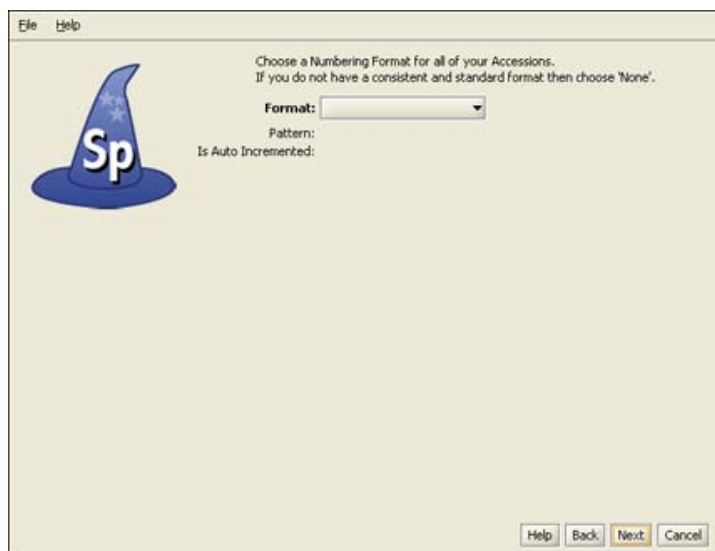 File Help
Choose a Numbering Format for all of your Accessions.
If you do not have a consistent and standard format then choose 'None'.
Format:
Pattern:
Is Auto Incremented:
Sp
Help Back Next Cancel